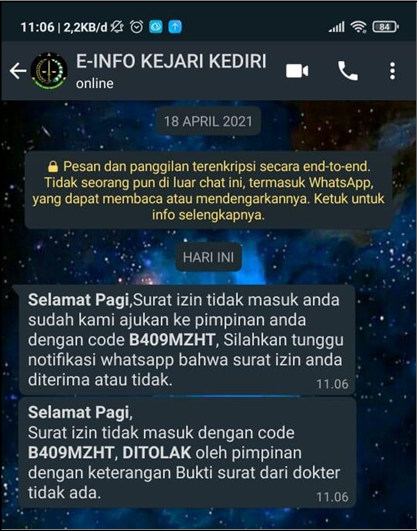 11:06 | 2,2KB/d
84
E-INFO KEJARI KEDIRI
online
18 APRIL 2021
Pesan dan panggilan terenkripsi secara end-to-end.
Tidak seorang pun di luar chat ini, termasuk WhatsApp,
yang dapat membaca atau mendengarkannya. Ketuk untuk
info selengkapnya.
HARI INI
Selamat Pagi,Surat izin tidak masuk anda
sudah kami ajukan ke pimpinan anda
dengan code B409MZHT, Silahkan tunggu
notifikasi whatsapp bahwa surat izin anda
diterima atau tidak.
11.06
Selamat Pagi,
Surat izin tidak masuk dengan code
B409MZHT, DITOLAK oleh pimpinan
dengan keterangan Bukti surat dari dokter
tidak ada.
11.06